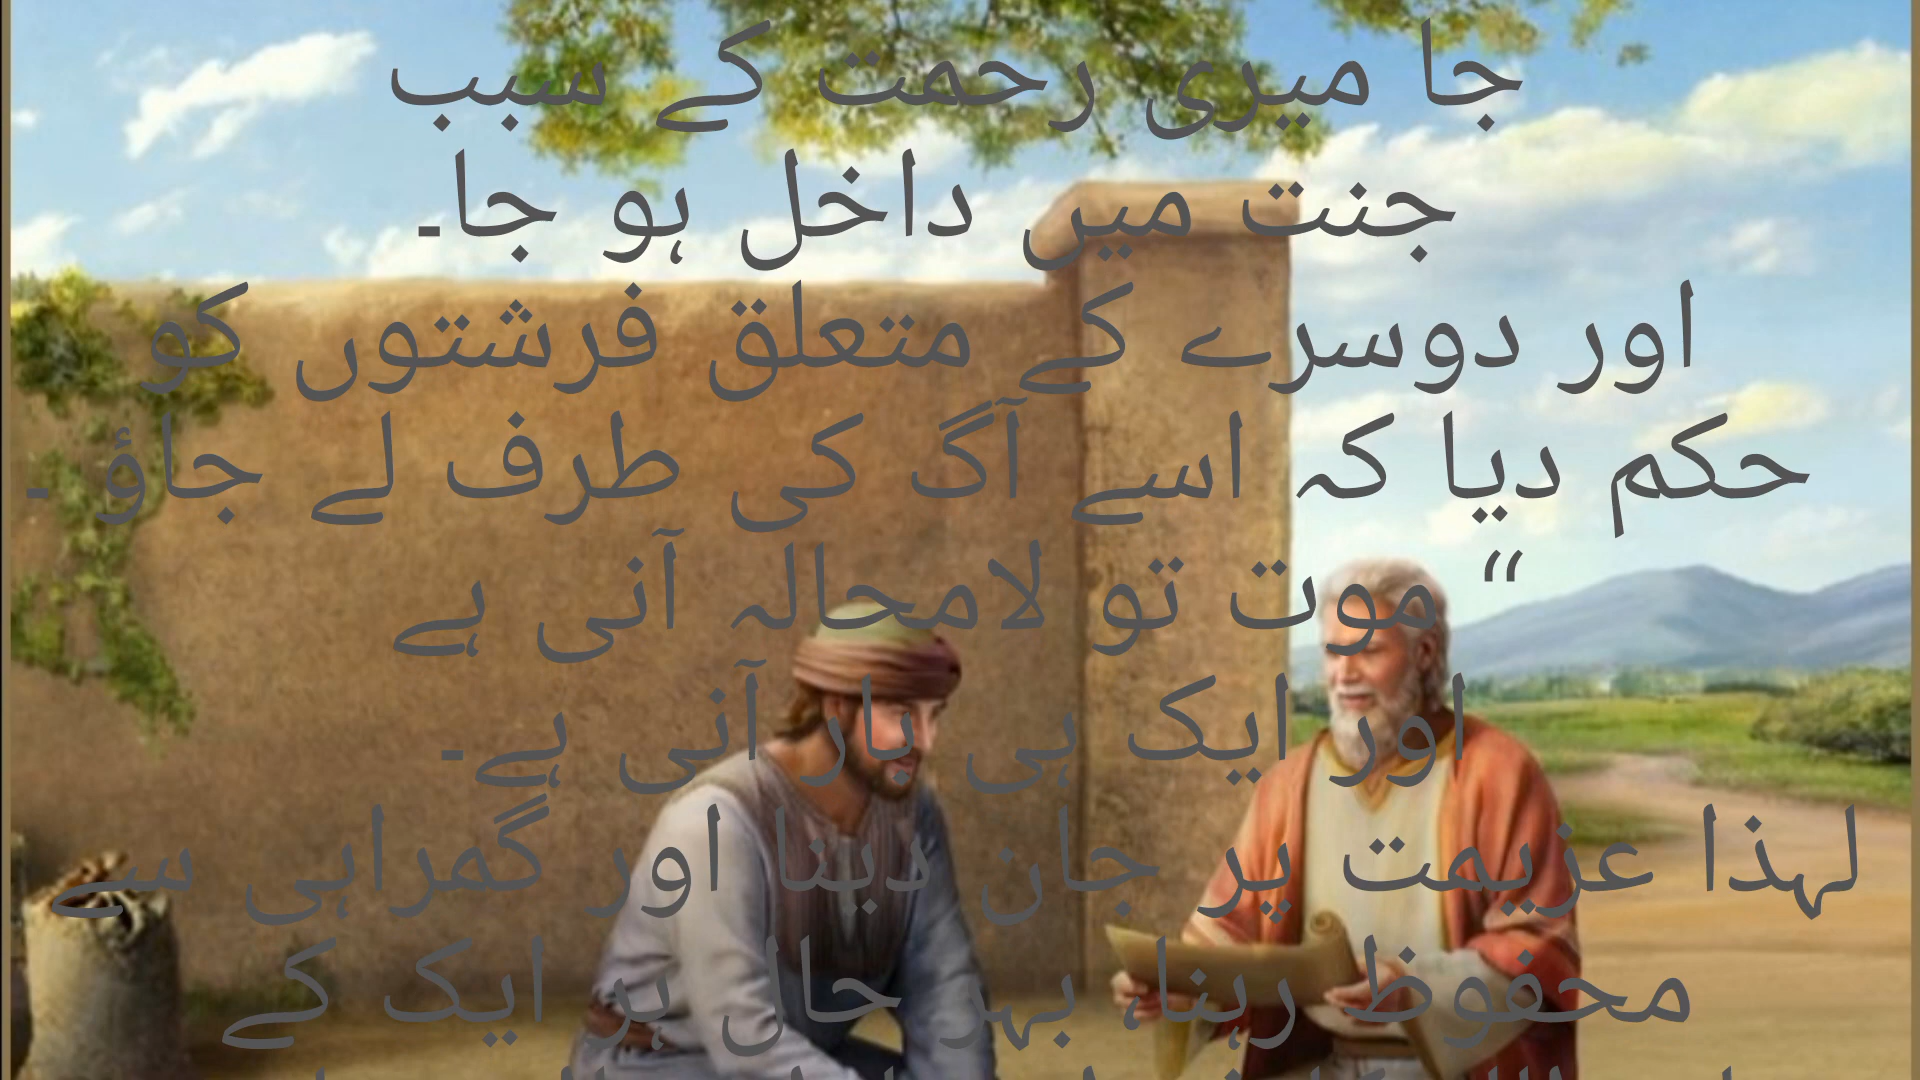 جا میری رحمت کے سبب
جنت میں داخل ہو جا۔
اور دوسرے کے متعلق فرشتوں کو
حکم دیا کہ اسے آگ کی طرف لے جاؤ ۔
“ موت تو لامحالہ آنی ہے
اور ایک ہی بار آنی ہے۔
لہذا عزیمت پر جان دہنا اور گمراہی سے
محفوظ رہنا، بہر حال ہر ایک کے